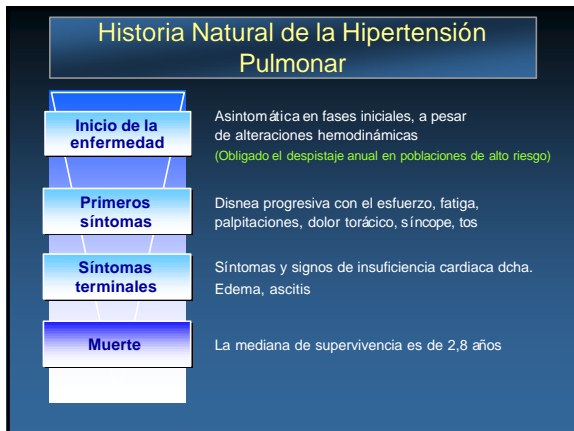 Historia Natural de la Hipertensión
Pulmonar
Inicio de la
enfermedad
Asintomática en fases iniciales, a pesar
de alteraciones hemodinámicas
(Obligado el despistaje anual en poblaciones de alto riesgo)
Primeros
síntomas
Disnea progresiva con el esfuerzo, fatiga,
palpitaciones, dolor torácico, síncope, tos
Síntomas
terminales
Síntomas y signos de insuficiencia cardiaca dcha.
Edema, ascitis
Muerte
La mediana de supervivencia es de 2,8 años